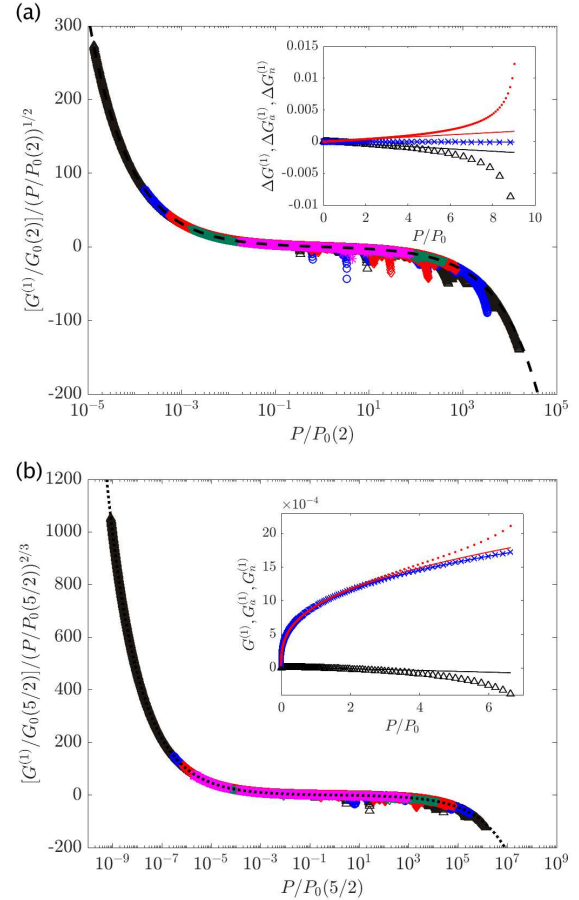 (a)
300
200
100
0
-100
-200
[G^(1)/G_0(2)]/(P/P_0(2))^1/2
10^-5
10^-3
10^-1
10^1
10^3
10^5
P/P_0(2)
0.015
0.01
0.005
0
-0.005
-0.01
ΔG^(1), ΔG_a^(1), ΔG_n^(1)
0 2 4 6 8 10
P/P_0
(b)
1200
1000
800
600
400
200
0
-200
[G^(1)/G_0(5/2)]/(P/P_0(5/2))^2/3
10^-9 10^-7 10^-5 10^-3 10^-1 10^1 10^3 10^5 10^7 10^9
P/P_0(5/2)
×10^-4
20
15
10
5
0
G^(1), G_a^(1), G_n^(1)
0 2 4 6
P/P_0